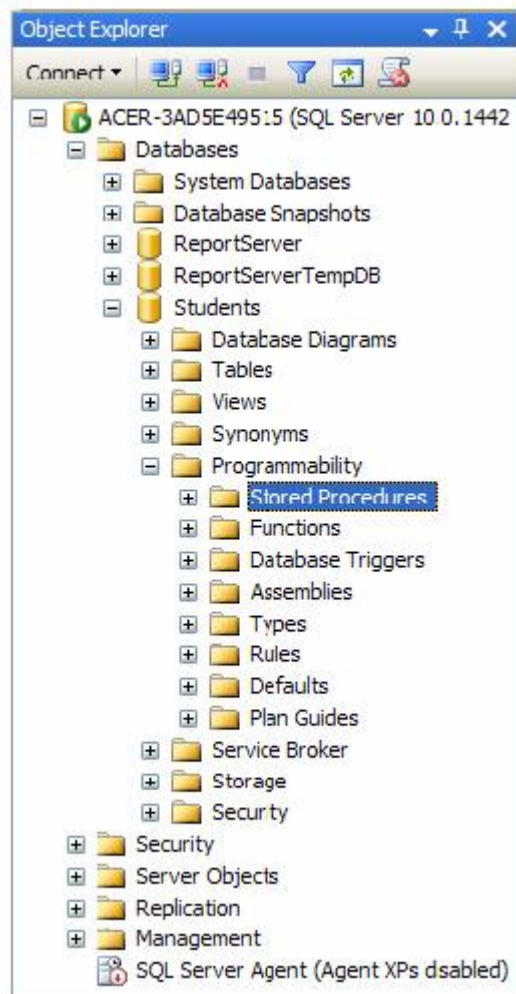 Object Explorer
Connect
ACER-3AD5E49515 (SQL Server 10 0.1442
Databases
System Databases
Database Snapshots
ReportServer
ReportServerTempDB
Students
Database Diagrams
Tables
Views
Synonyms
Programmability
Stored Procedures
Functions
Database Triggers
Assemblies
Types
Rules
Defaults
Plan Guides
Service Broker
Storage
Securty
Security
Server Objects
Replication
Management
SQL Server Agent (Agent XPs dsabled)